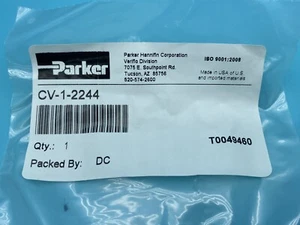 Parker
Parker Hannifin Corporation
Veriflo Division
7075 E. Southpoint Rd.
Tucson, AZ. 85756
520-574-2600
ISO 9001:2008
Made in USA of U.S.
and imported materials
CV-1-2244
Qty.: 1
T0049460
Packed By: DC